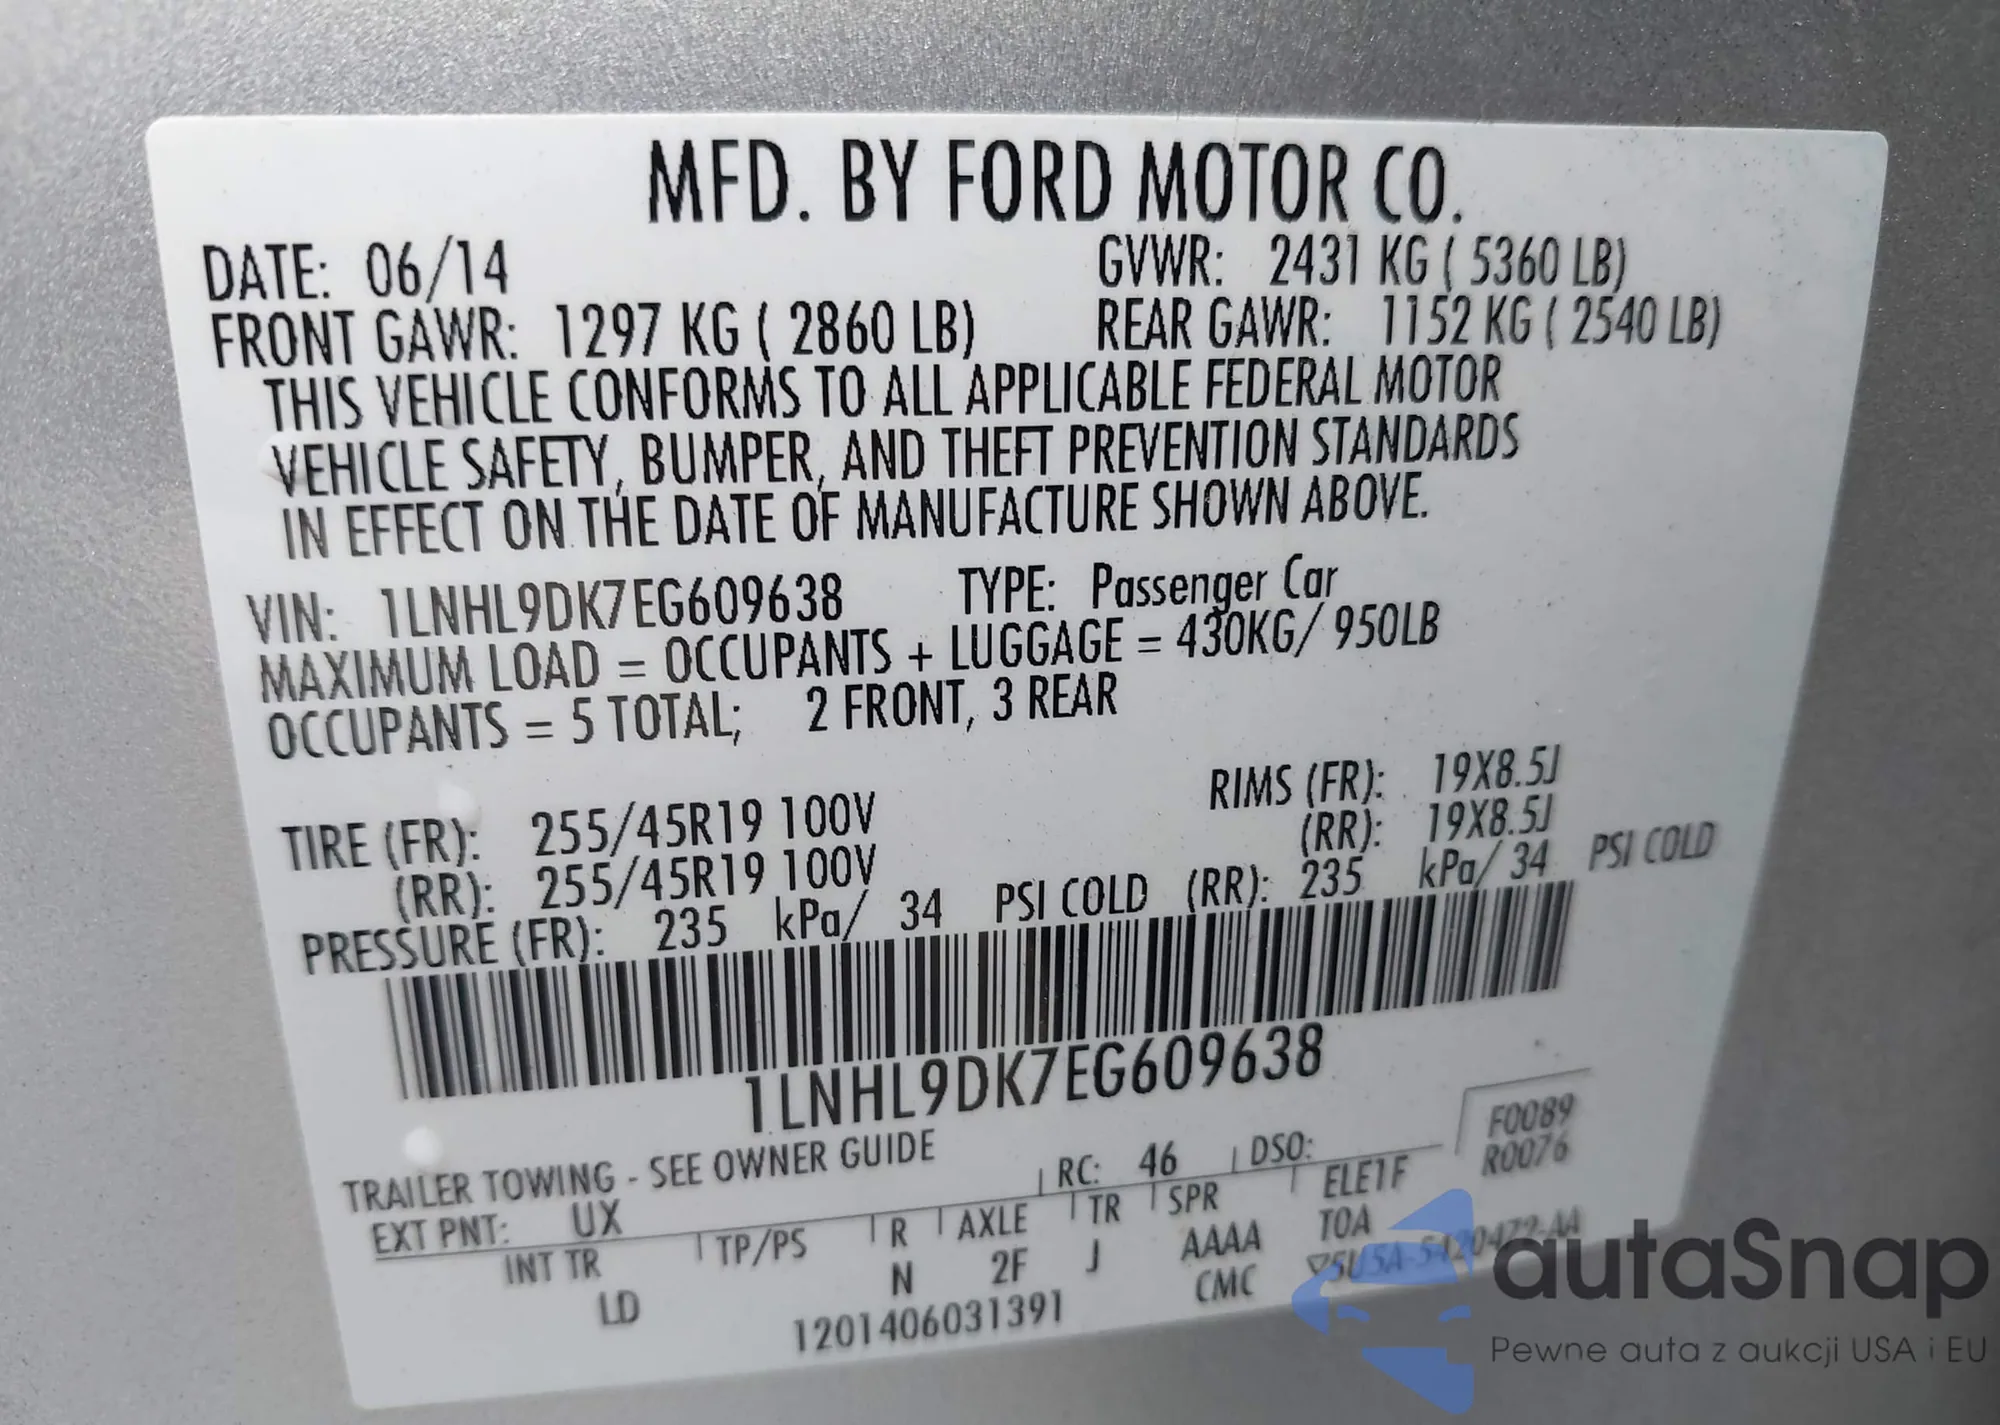 MFD. BY FORD MOTOR CO.
DATE: 06/14 GVWR: 2431 KG ( 5360 LB)
FRONT GAWR: 1297 KG ( 2860 LB) REAR GAWR: 1152 KG ( 2540 LB)
THIS VEHICLE CONFORMS TO ALL APPLICABLE FEDERAL MOTOR
VEHICLE SAFETY, BUMPER, AND THEFT PREVENTION STANDARDS
IN EFFECT ON THE DATE OF MANUFACTURE SHOWN ABOVE.
VIN: 1LNHL9DK7EG609638 TYPE: Passenger Car
MAXIMUM LOAD = OCCUPANTS + LUGGAGE = 430KG/ 950LB
OCCUPANTS = 5 TOTAL; 2 FRONT, 3 REAR
RIMS (FR): 19X8.5J
TIRE (FR): 255/45R19 100V (RR): 19X8.5J
(RR): 255/45R19 100V
PRESSURE (FR): 235 kPa/ 34 PSI COLD (RR): 235 kPa/ 34 PSI COLD
1LNHL9DK7EG609638
F0089
R0076
TRAILER TOWING - SEE OWNER GUIDE
EXT PNT: UX RC: 46 DSO:
INT TR TP/PS R AXLE TR SPR ELE1F
LD N 2F J AAAA TOA
CMC ▽5U5A-5420472-AA
1201406031391
autaSnap
Pewne auta z aukcji USA i EU